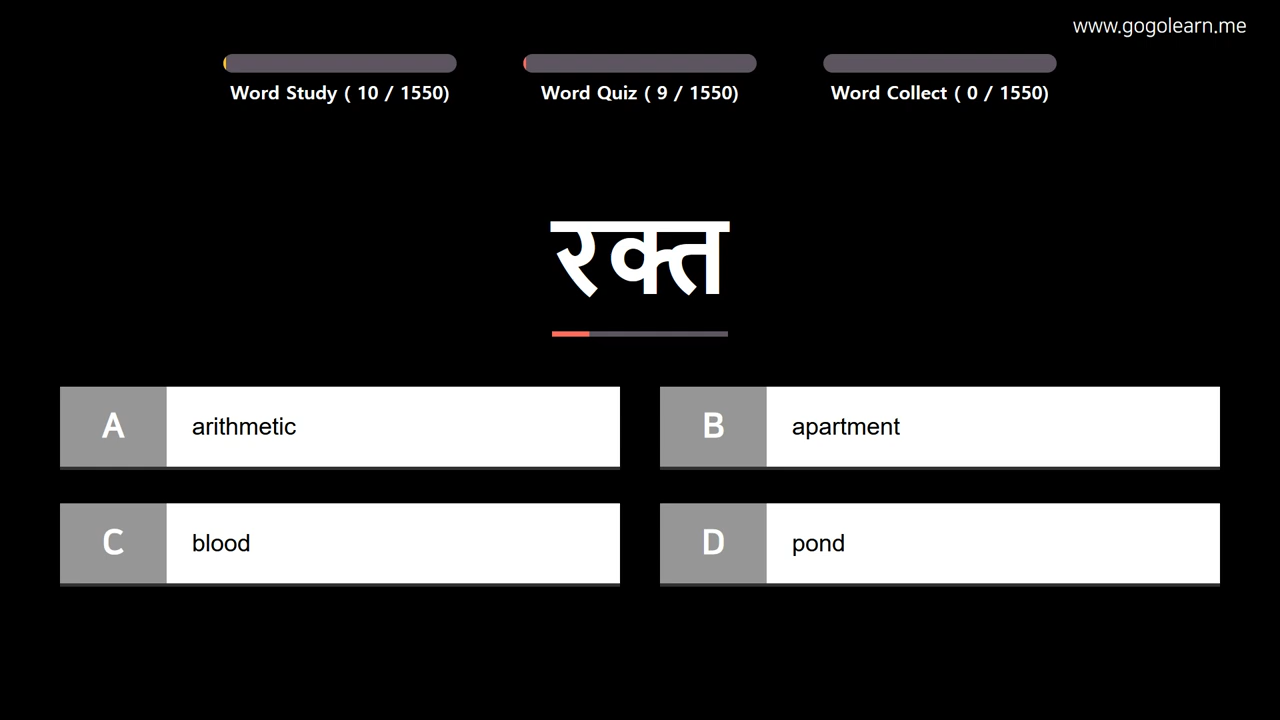 www.gogolearn.me
Word Study ( 10 / 1550)
Word Quiz ( 9 / 1550)
Word Collect ( 0 / 1550)
रक्त
A arithmetic
B apartment
C blood
D pond